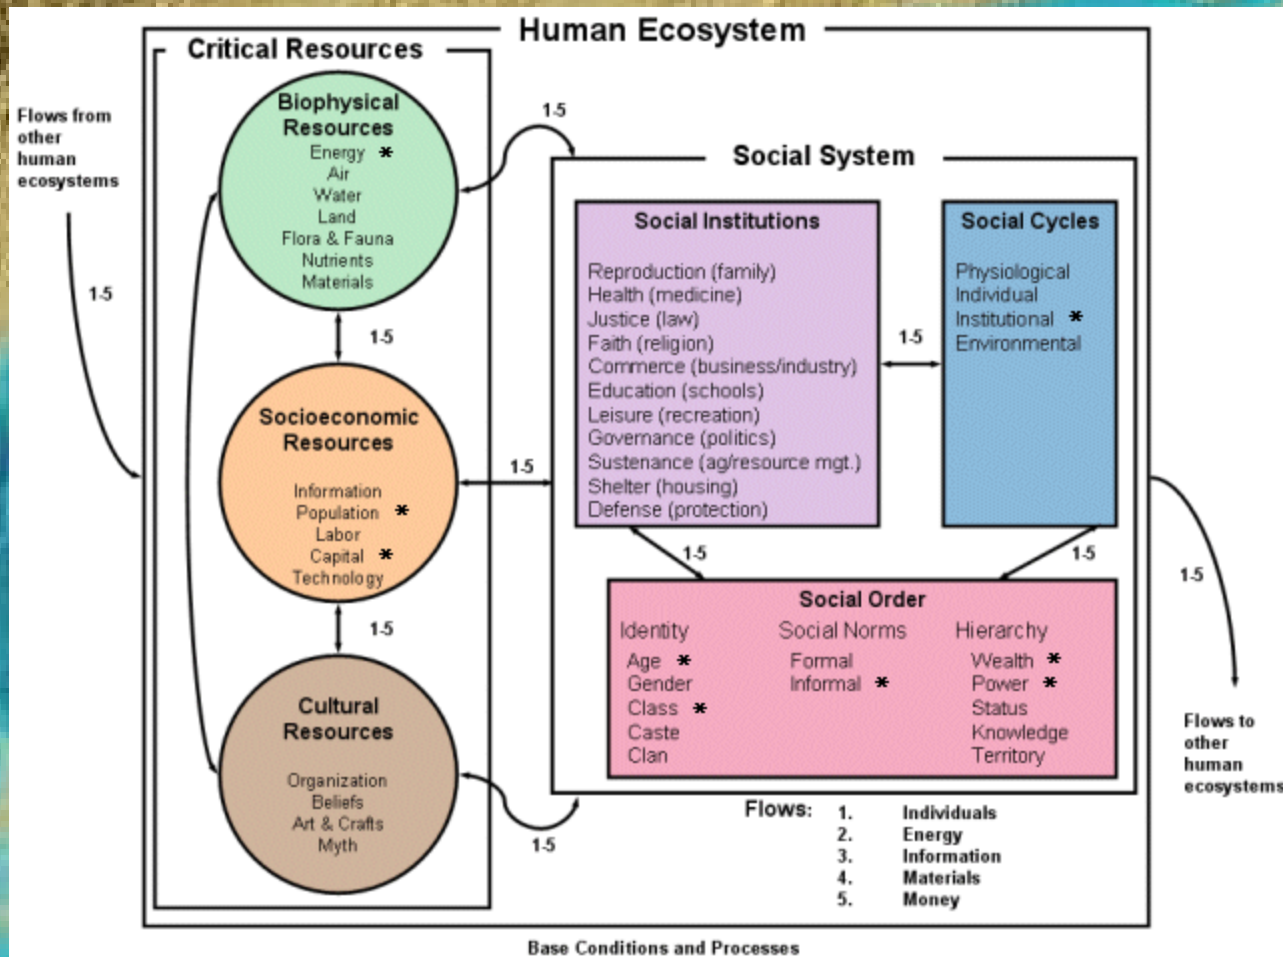 Human Ecosystem
Critical Resources
Flows from
other
human
ecosystems
1-5
Biophysical
Resources
Energy *
Air
Water
Land
Flora & Fauna
Nutrients
Materials
1-5
Socioeconomic
Resources
Information
Population *
Labor
Capital *
Technology
1-5
Cultural
Resources
Organization
Beliefs
Art & Crafts
Myth
1-5
1-5
1-5
Social System
Social Institutions
Reproduction (family)
Health (medicine)
Justice (law)
Faith (religion)
Commerce (business/industry)
Education (schools)
Leisure (recreation)
Governance (politics)
Sustenance (ag/resource mgt.)
Shelter (housing)
Defense (protection)
1-5
Social Cycles
Physiological
Individual
Institutional *
Environmental
1-5
1-5
Social Order
Identity
Age *
Gender
Class *
Caste
Clan
Social Norms
Formal
Informal *
Hierarchy
Wealth *
Power *
Status
Knowledge
Territory
1-5
Flows to
other
human
ecosystems
Flows:
1. Individuals
2. Energy
3. Information
4. Materials
5. Money
Base Conditions and Processes